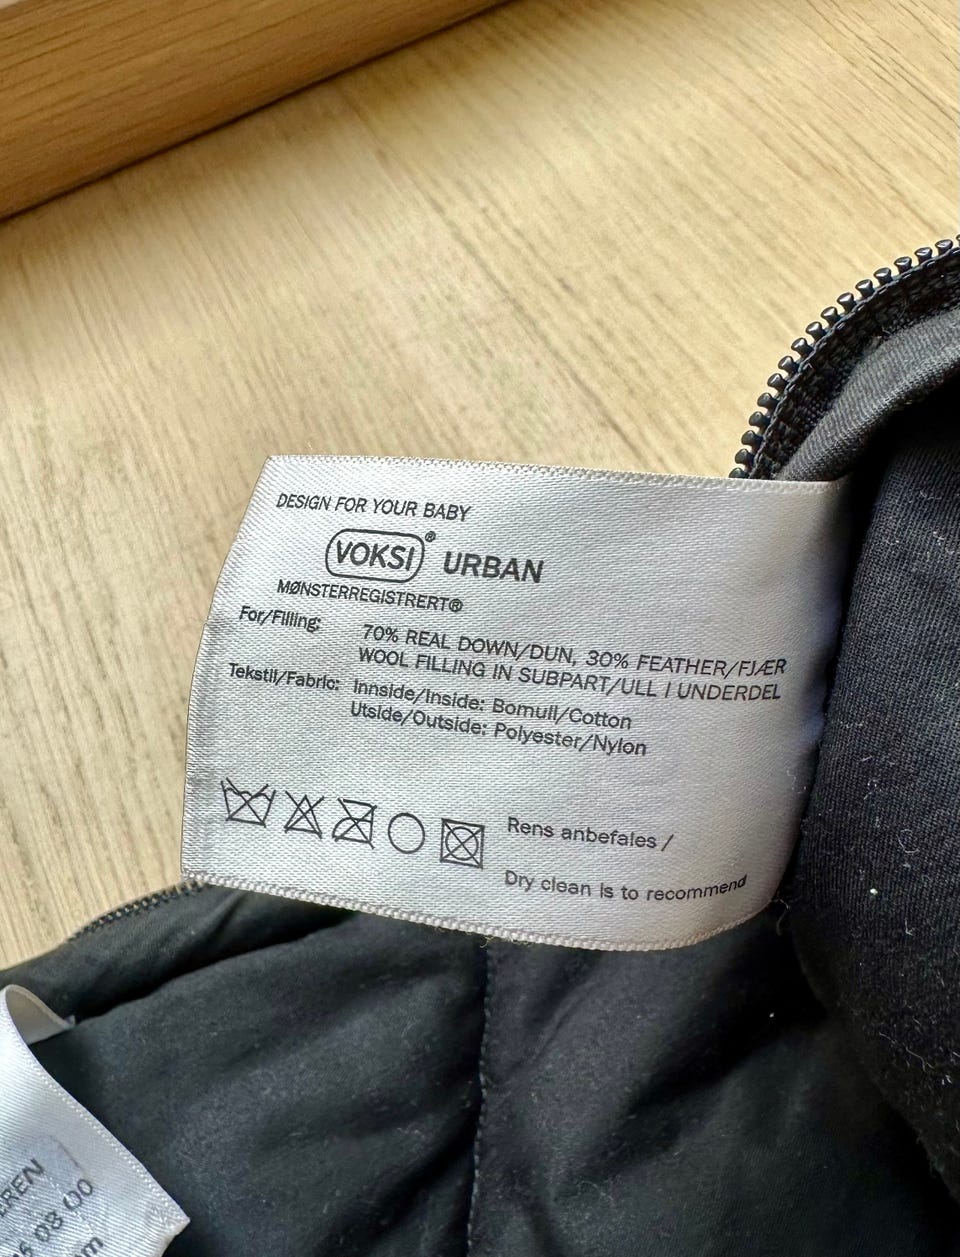 DESIGN FOR YOUR BABY
VOKSI® URBAN
MØNSTERREGISTRERT®
For/Filling: 70% REAL DOWN/DUN, 30% FEATHER/FJÆR
WOOL FILLING IN SUBPART/ULL I UNDERDEL
Tekstil/Fabric: Innside/Inside: Bomull/Cotton
Utside/Outside: Polyester/Nylon
Rens anbefales /
Dry clean is to recommend
03 00